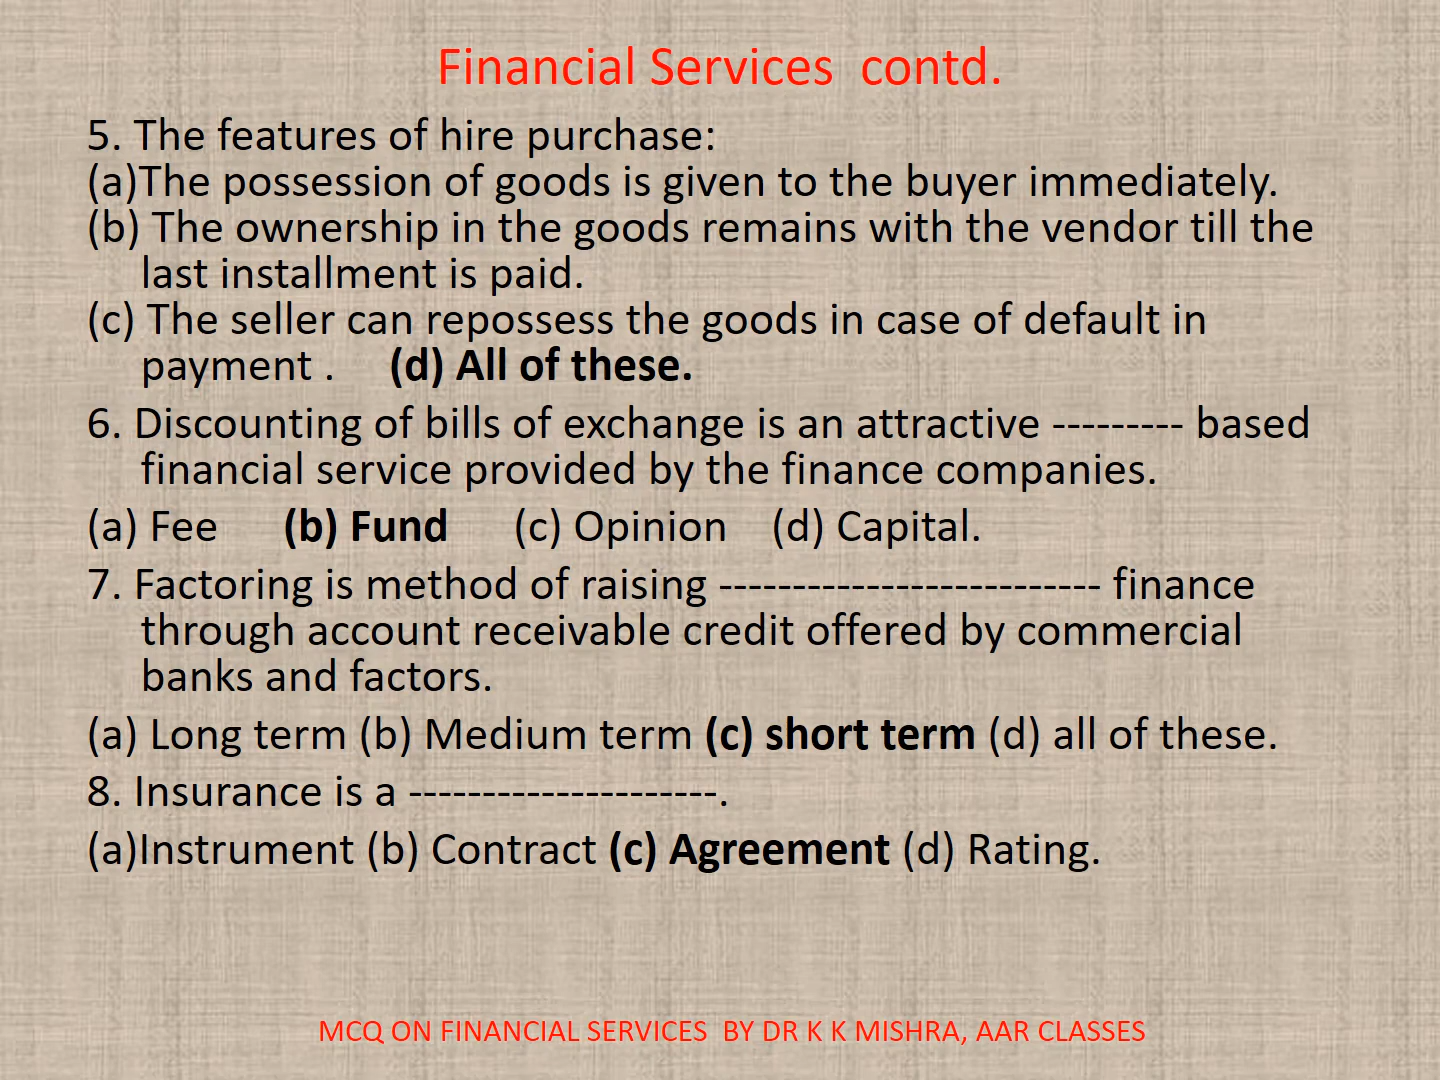 Financial Services  contd.
5. The features of hire purchase:
(a)The possession of goods is given to the buyer immediately.
(b) The ownership in the goods remains with the vendor till the
last installment is paid.
(c) The seller can repossess the goods in case of default in
payment .     (d) All of these.
6. Discounting of bills of exchange is an attractive --------- based
financial service provided by the finance companies.
(a) Fee      (b) Fund      (c) Opinion    (d) Capital.
7. Factoring is method of raising -------------------------- finance
through account receivable credit offered by commercial
banks and factors.
(a) Long term (b) Medium term (c) short term (d) all of these.
8. Insurance is a ---------------------.
(a)Instrument (b) Contract (c) Agreement (d) Rating.
MCQ ON FINANCIAL SERVICES  BY DR K K MISHRA, AAR CLASSES